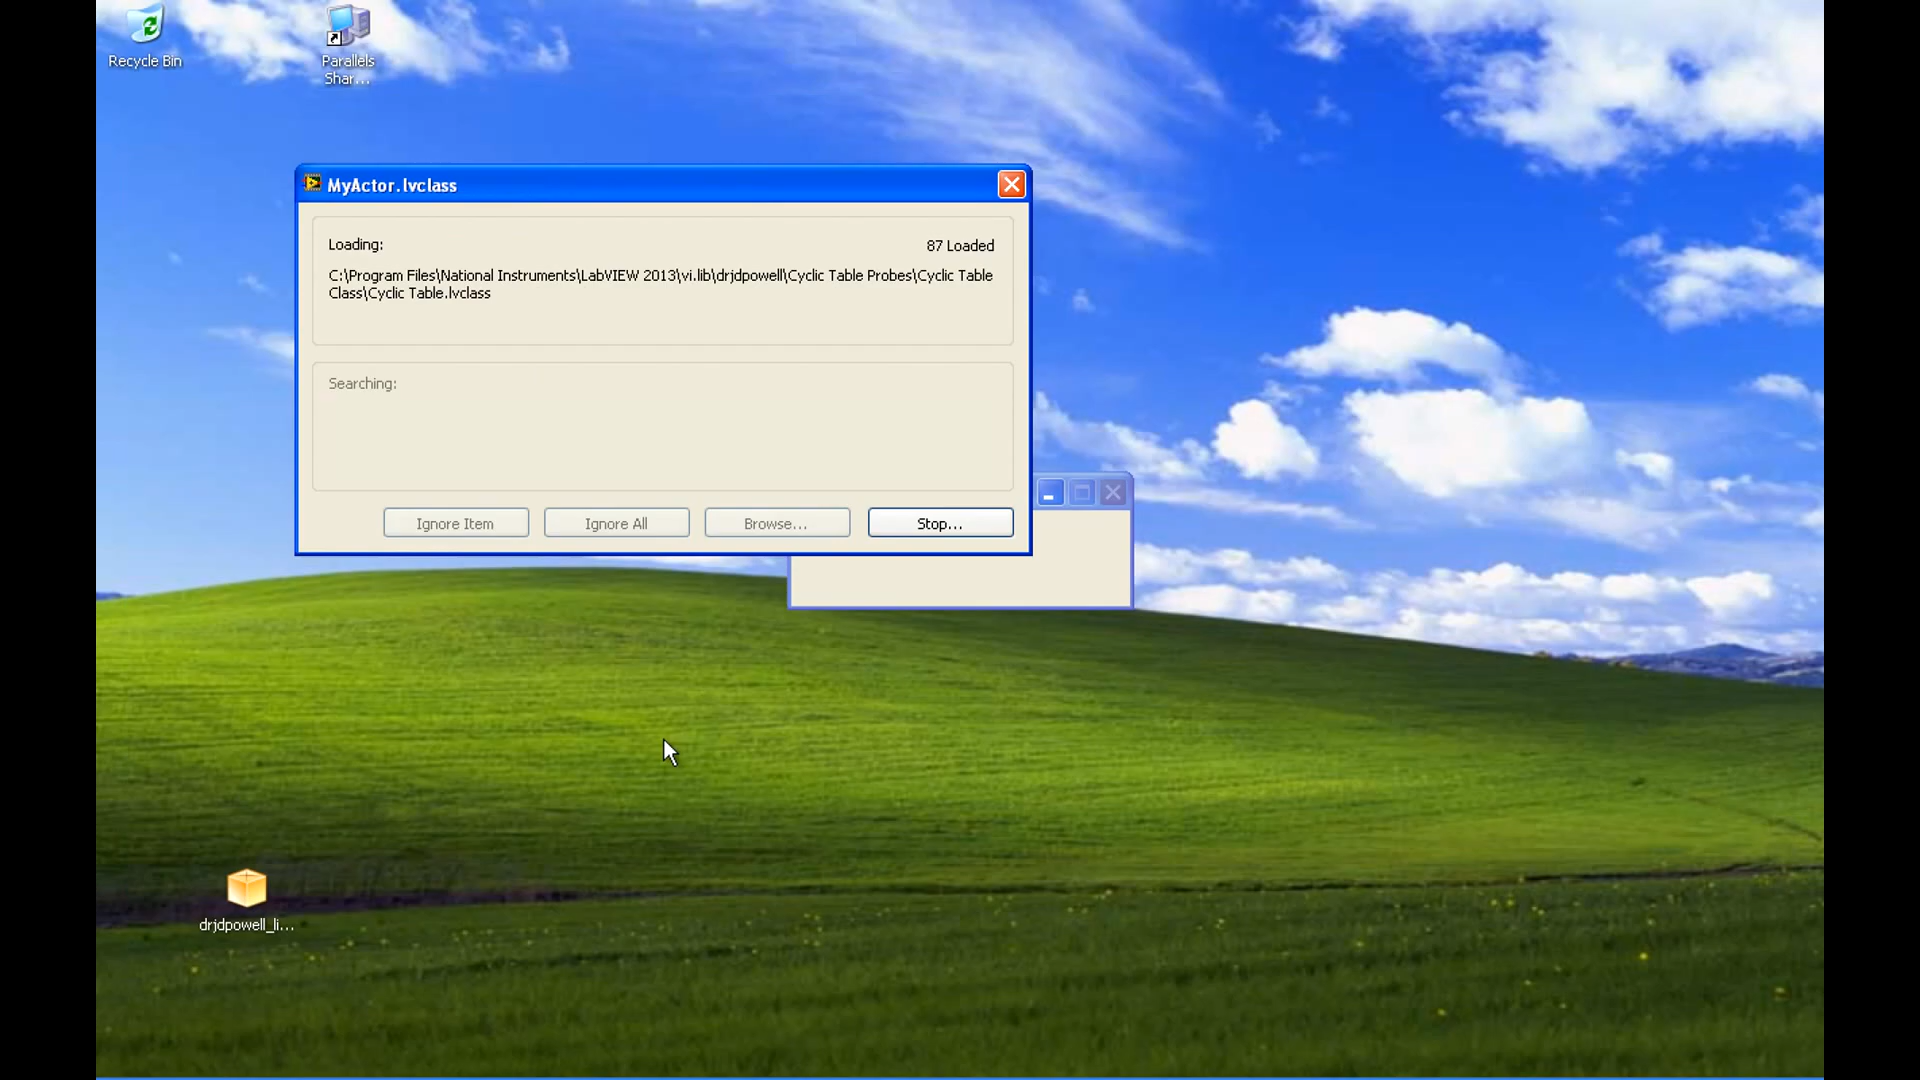 Recycle Bin
Parallels
Shar...
MyActor.lvclass
Loading:
87 Loaded
C:\Program Files\National Instruments\LabVIEW 2013\vi.lib\drjdpowell\Cyclic Table Probes\Cyclic Table
Class\Cyclic Table.lvclass
Searching:
Ignore Item
Ignore All
Browse...
Stop...
drjdpowell_li...